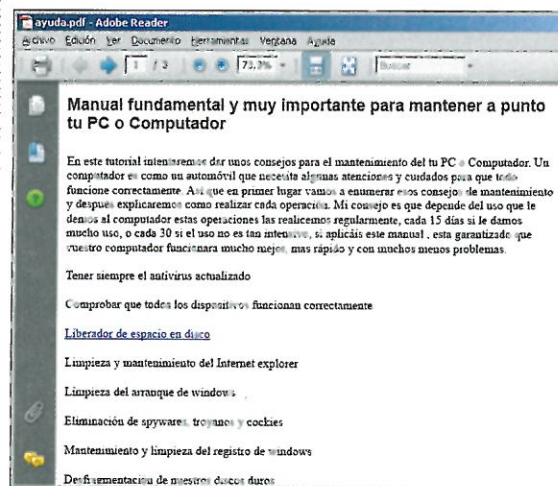 ayuda.pdf - Adobe Reader
Archivo Edición Ver Documento Herramientas Ventana Ayuda
1 / 3 73,3% Buscar
Manual fundamental y muy importante para mantener a punto
tu PC o Computador
En este tutorial intentaremos dar unos consejos para el mantenimiento del tu PC o Computador. Un
computador es como un automóvil que necesita algunas atenciones y cuidados para que todo
funcione correctamente. Así que en primer lugar vamos a enumerar esos consejos de mantenimiento
y después explicaremos como realizar cada operación. Mi consejo es que depende del uso que le
demos al computador estas operaciones las realicemos regularmente, cada 15 días si le damos
mucho uso, o cada 30 si el uso no es tan intensivo, si aplicáis este manual , esta garantizado que
vuestro computador funcionara mucho mejor, mas rápido y con muchos menos problemas.
Tener siempre el antivirus actualizado
Comprobar que todos los dispositivos funcionan correctamente
Liberador de espacio en disco
Limpieza y mantenimiento del Internet explorer
Limpieza del arranque de windows
Eliminación de spywares, troyanos y cockies
Mantenimiento y limpieza del registro de windows
Desfragmentación de nuestros discos duros